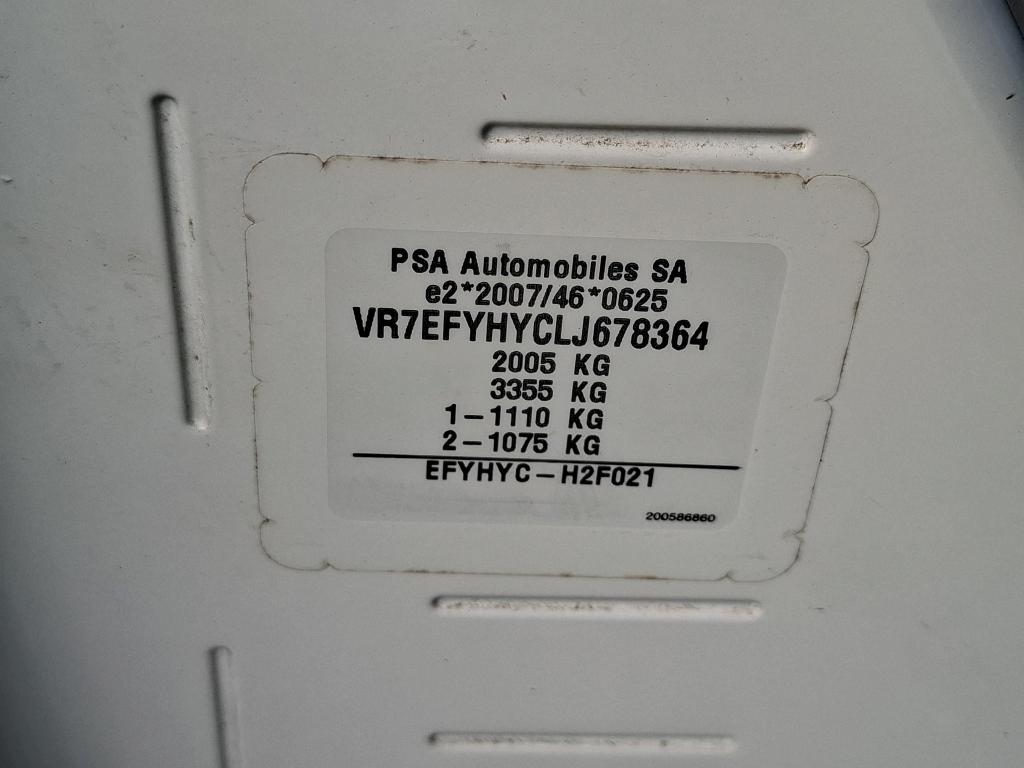 PSA Automobiles SA
e2*2007/46*0625
VR7EFYHYCLJ678364
2005 KG
3355 KG
1-1110 KG
2-1075 KG
EFYHYC-H2F021
200586860